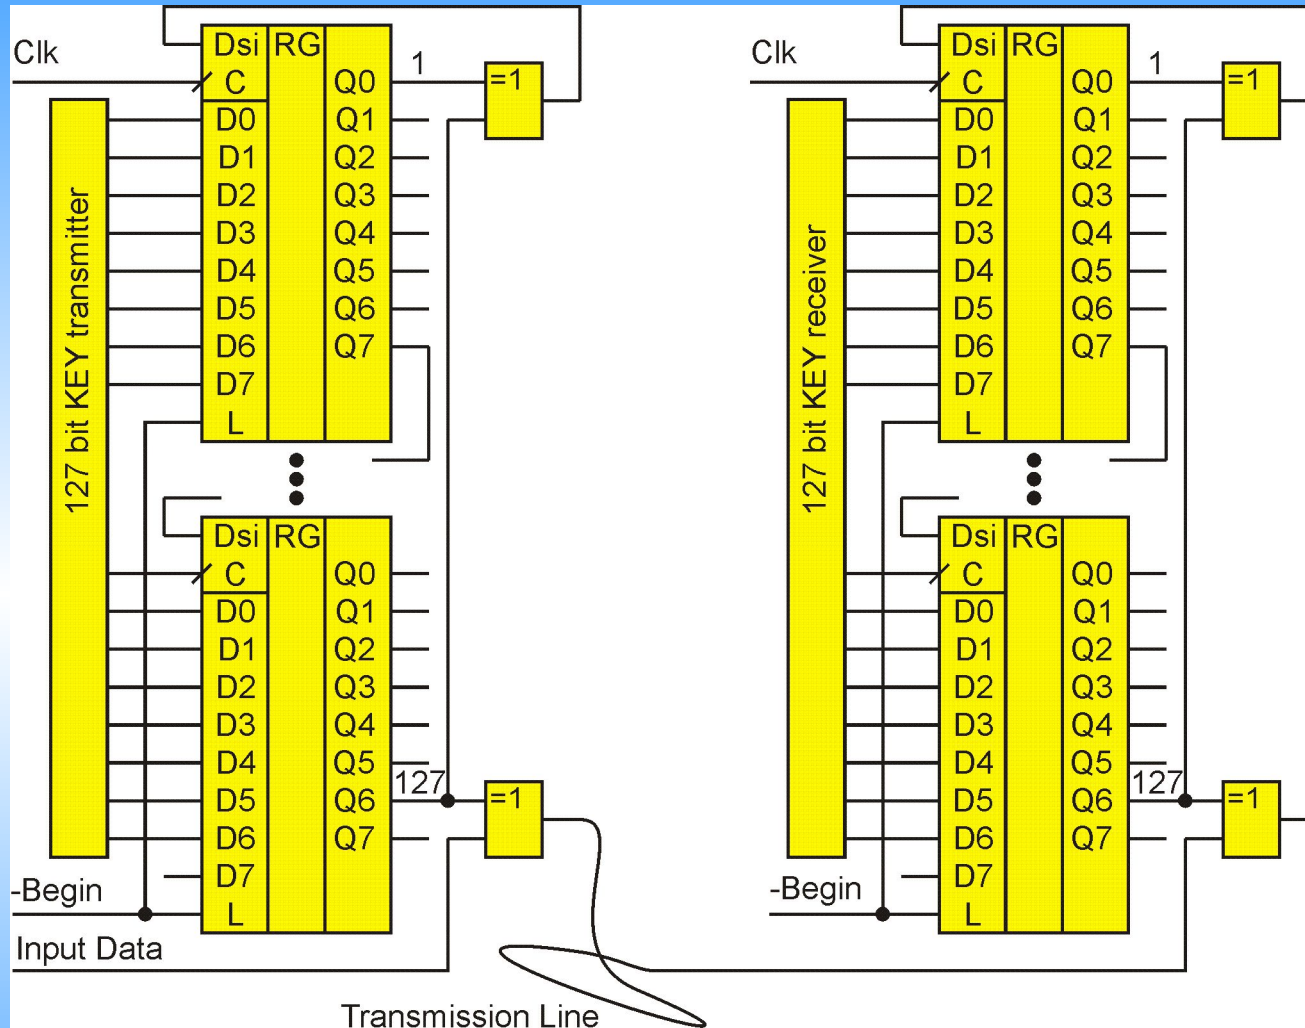 Clk
Dsi RG
C Q0 1 =1
D0 Q1
D1 Q2
D2 Q3
D3 Q4
D4 Q5
D5 Q6
D6 Q7
D7
L
127 bit KEY transmitter
Dsi RG
C Q0
D0 Q1
D1 Q2
D2 Q3
D3 Q4
D4 Q5
D5 Q6 127 =1
D6 Q7
D7
-Begin L
Input Data
Transmission Line
Clk
Dsi RG
C Q0 1 =1
D0 Q1
D1 Q2
D2 Q3
D3 Q4
D4 Q5
D5 Q6
D6 Q7
D7
L
127 bit KEY receiver
Dsi RG
C Q0
D0 Q1
D1 Q2
D2 Q3
D3 Q4
D4 Q5
D5 Q6 127 =1
D6 Q7
D7
-Begin L